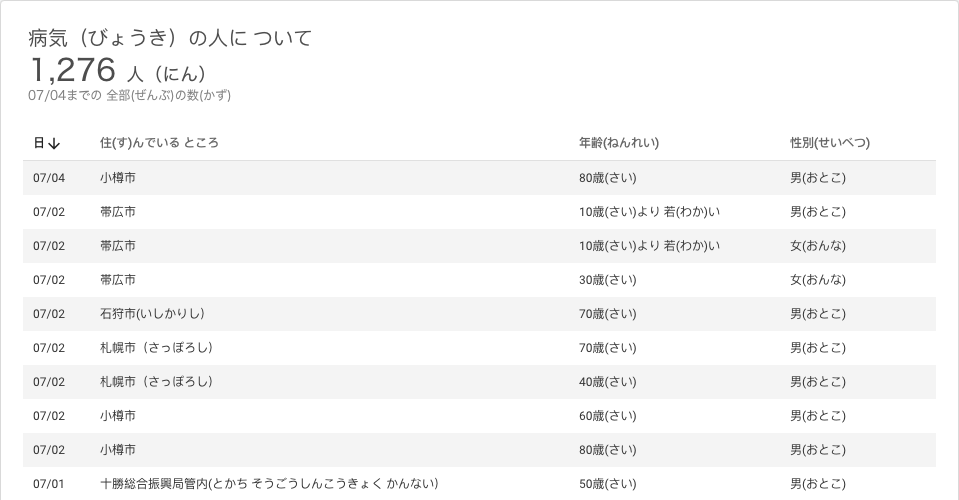 病気（びょうき）の人に ついて
1,276 人（にん）
07/04までの 全部(ぜんぶ)の数(かず)
日↓ 住(す)んでいる ところ 年齢(ねんれい) 性別(せいべつ)
07/04 小樽市 80歳(さい) 男(おとこ)
07/02 帯広市 10歳(さい)より 若(わか)い 男(おとこ)
07/02 帯広市 10歳(さい)より 若(わか)い 女(おんな)
07/02 帯広市 30歳(さい) 女(おんな)
07/02 石狩市(いしかりし） 70歳(さい) 男(おとこ)
07/02 札幌市（さっぽろし） 70歳(さい) 男(おとこ)
07/02 札幌市（さっぽろし） 40歳(さい) 男(おとこ)
07/02 小樽市 60歳(さい) 男(おとこ)
07/02 小樽市 80歳(さい) 男(おとこ)
07/01 十勝総合振興局管内(とかち そうごうしんこうきょく かんない） 50歳(さい) 男(おとこ)